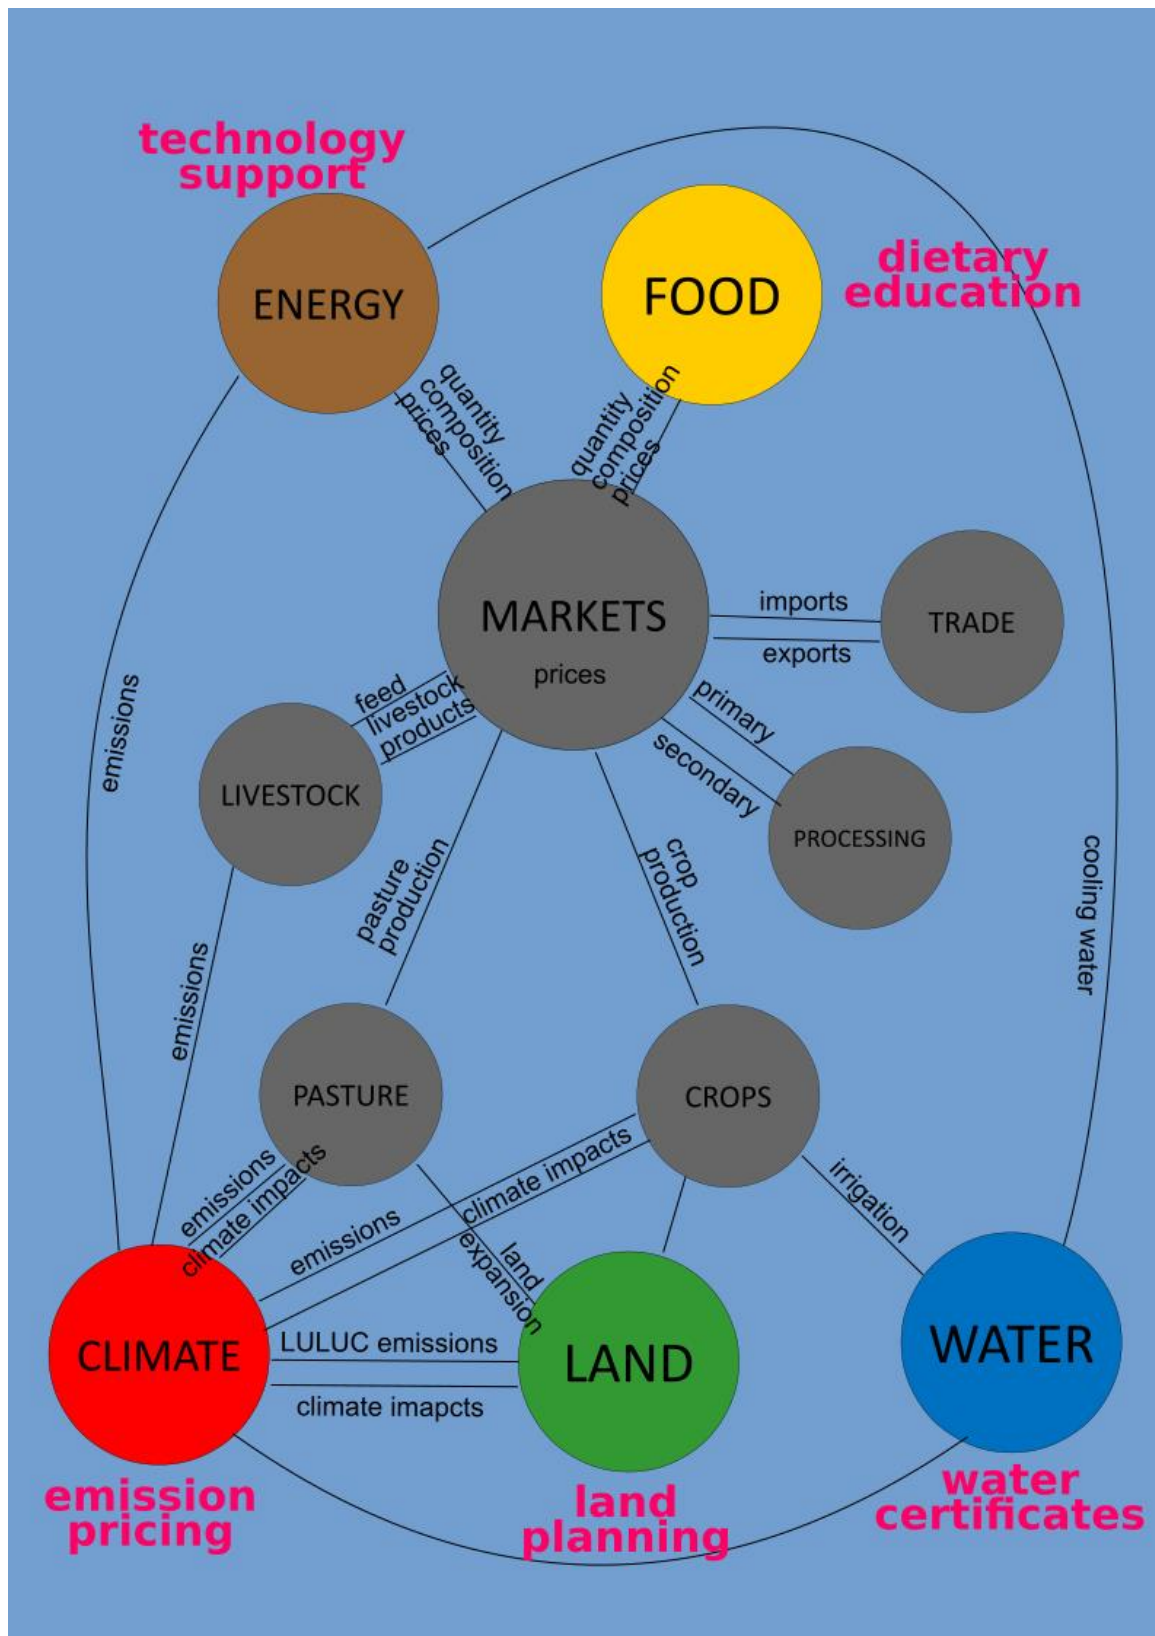 technology
support
ENERGY
FOOD
dietary
education
quantity
composition
prices
quantity
composition
prices
MARKETS
prices
imports
exports
TRADE
feed
livestock
products
primary
secondary
LIVESTOCK
PROCESSING
emissions
pasture
production
crop
production
cooling water
emissions
PASTURE
CROPS
emissions
climate impacts
emissions
climate impacts
land
expansion
irrigation
CLIMATE
LULUC emissions
climate imapcts
LAND
WATER
emission
pricing
land
planning
water
certificates